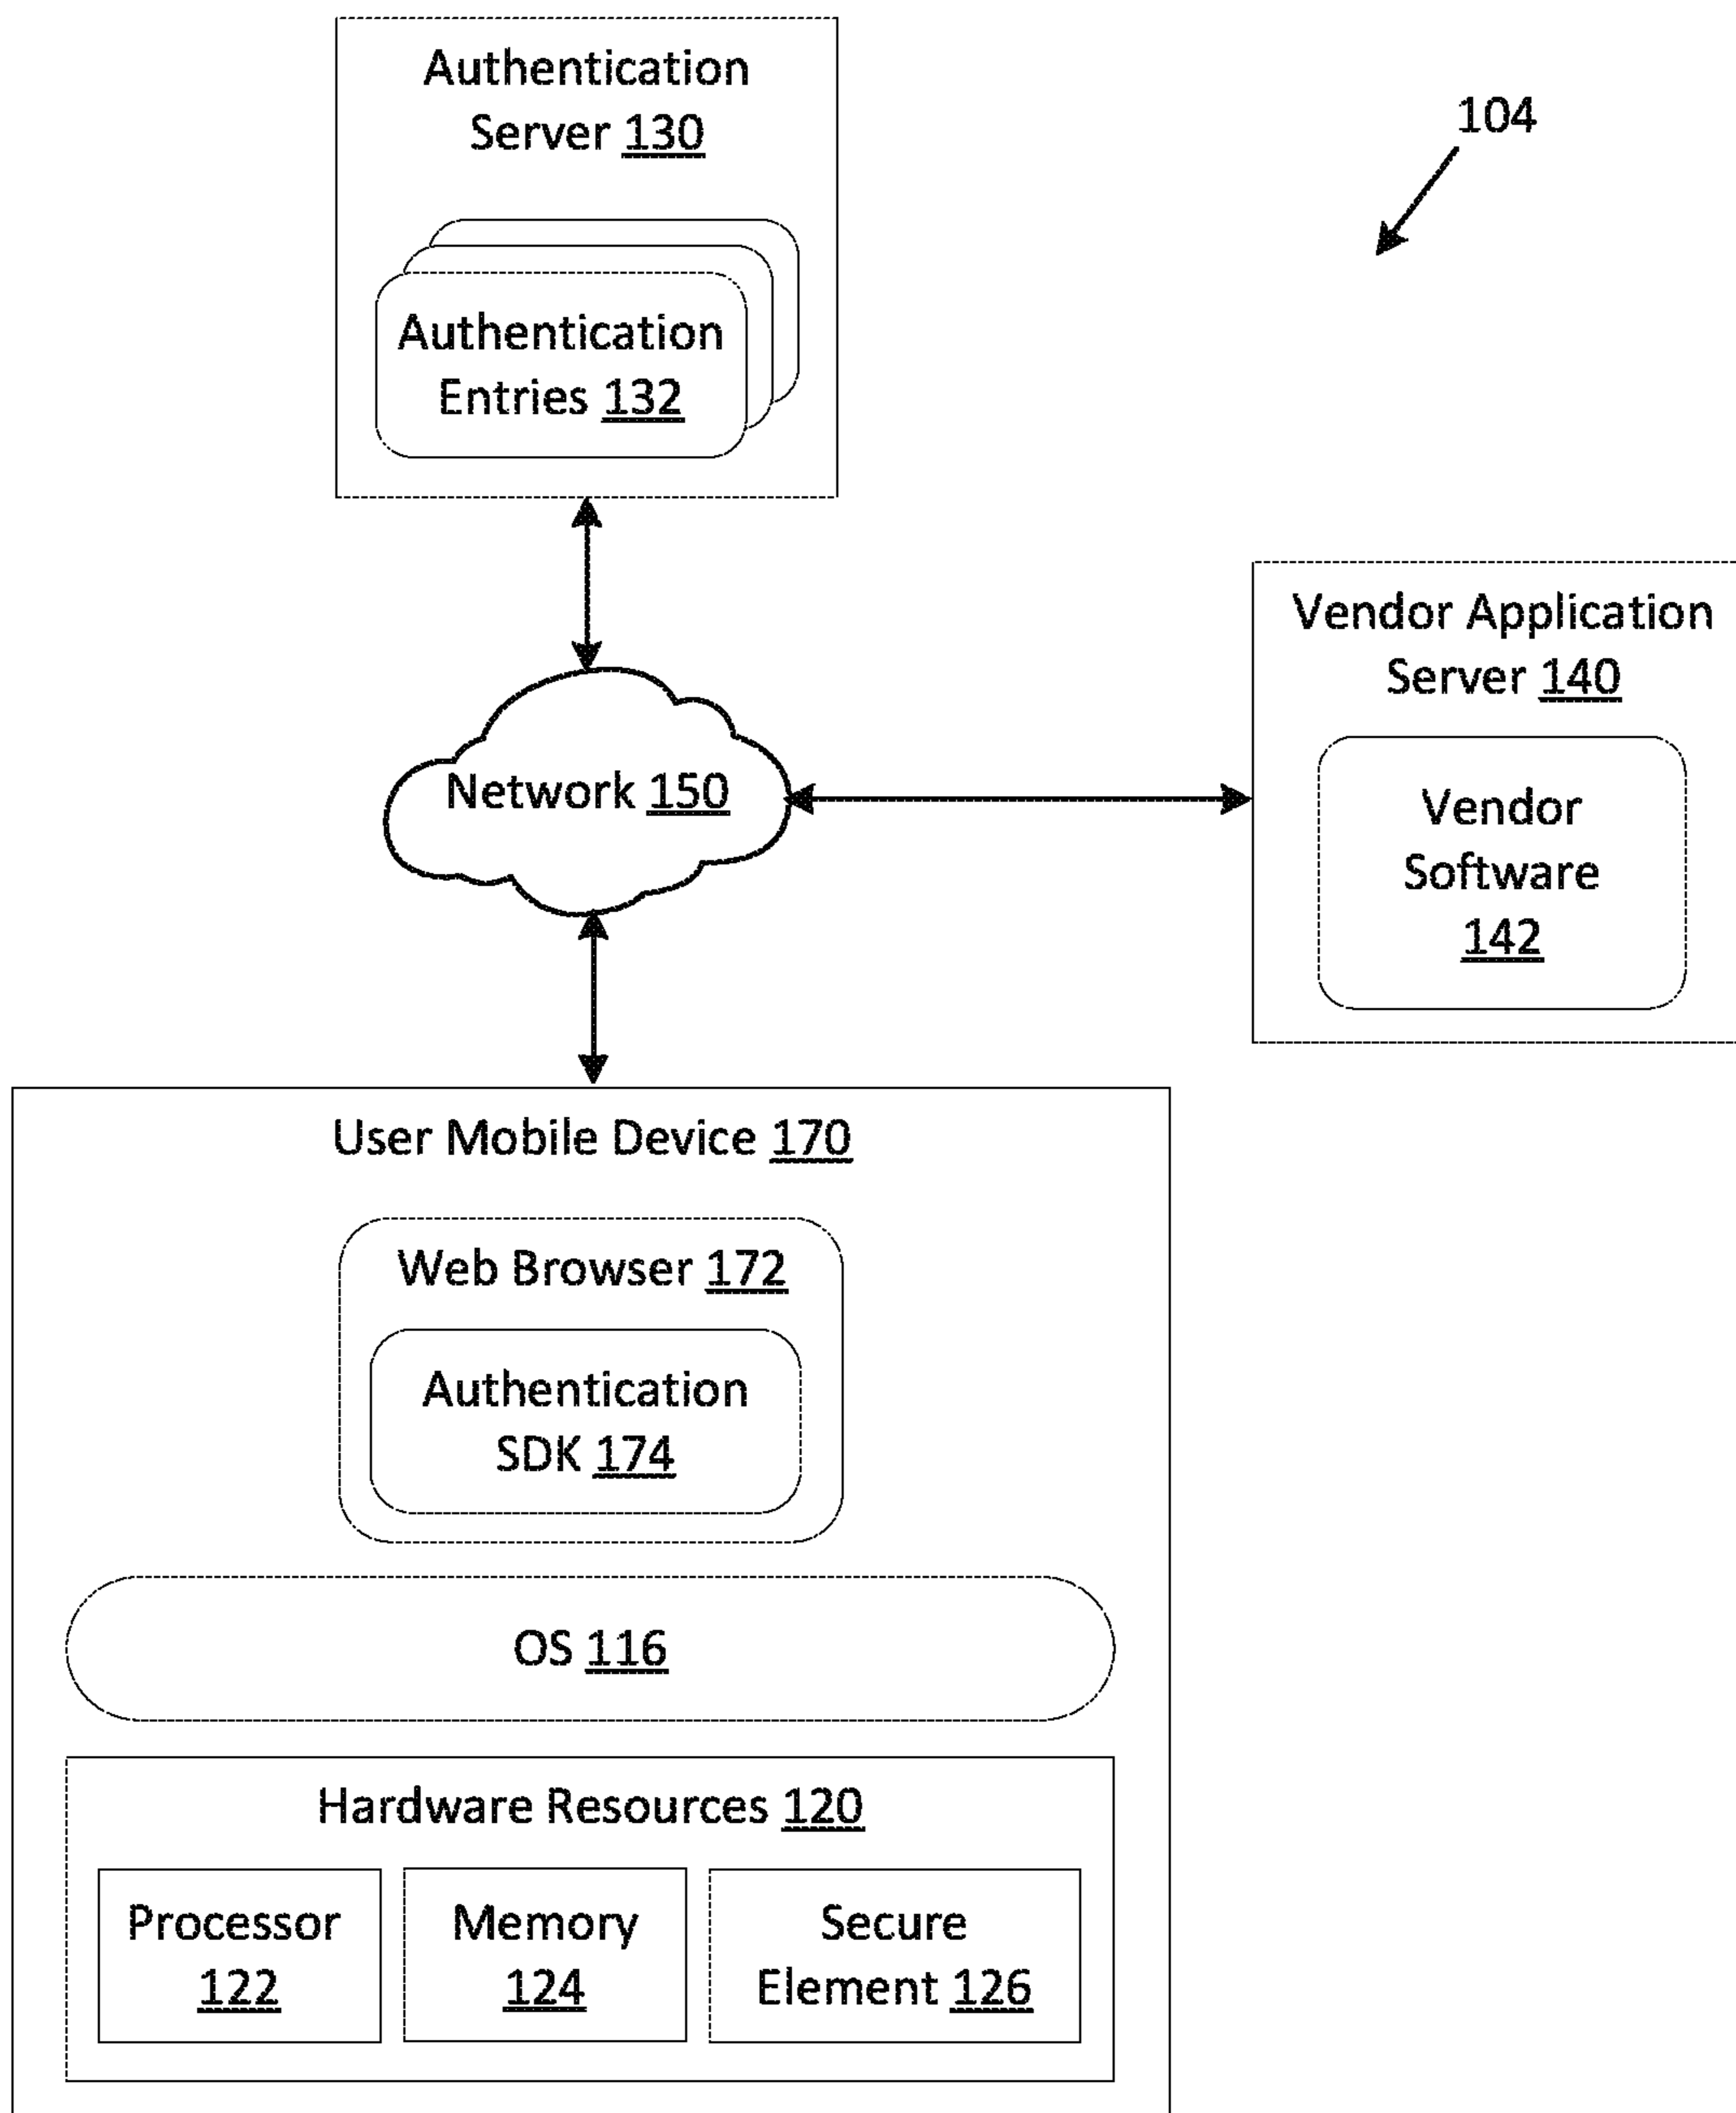 Authentication
Server 130
104
Authentication
Entries 132
Vendor Application
Server 140
Network 150
Vendor
Software
142
User Mobile Device 170
Web Browser 172
Authentication
SDK 174
OS 116
Hardware Resources 120
Processor
122
Memory
124
Secure
Element 126